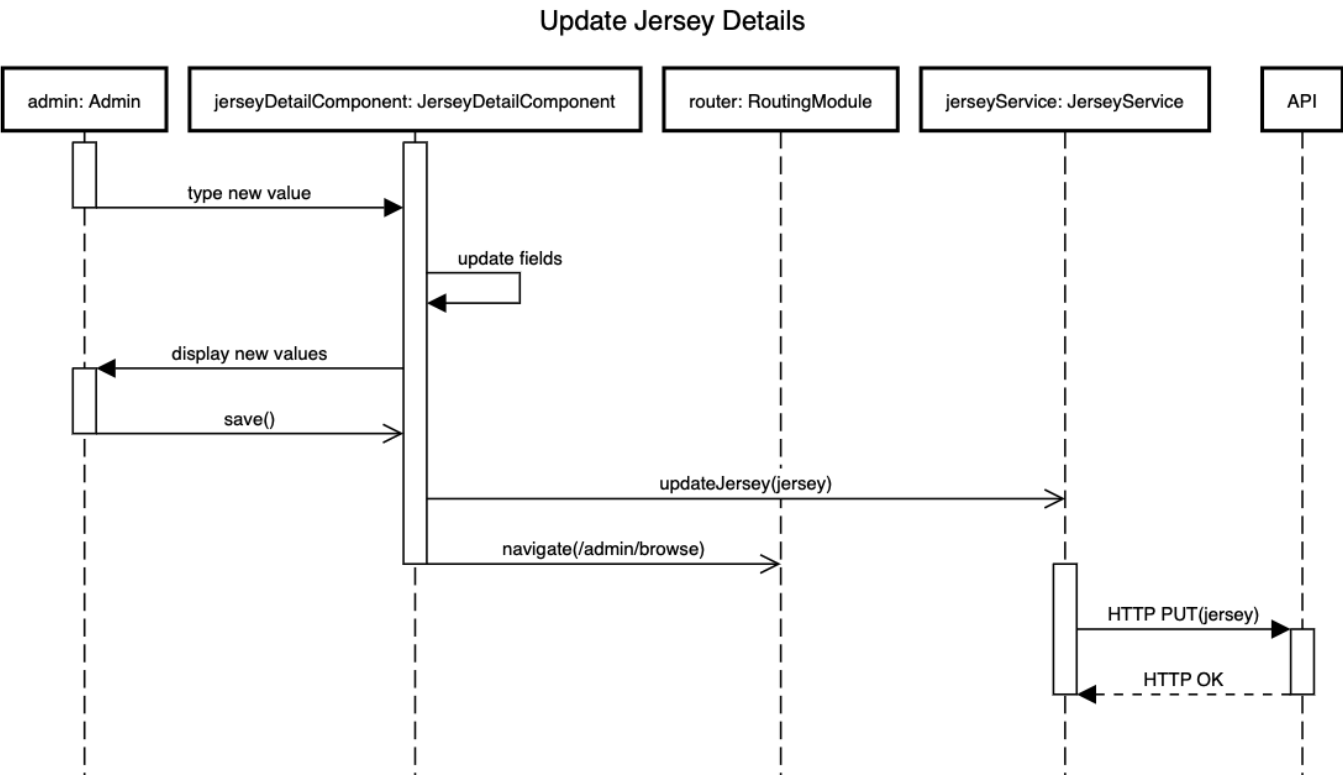 Update Jersey Details
admin: Admin
jerseyDetailComponent: JerseyDetailComponent
router: RoutingModule
jerseyService: JerseyService
API
type new value
update fields
display new values
save()
updateJersey(jersey)
navigate(/admin/browse)
HTTP PUT(jersey)
HTTP OK